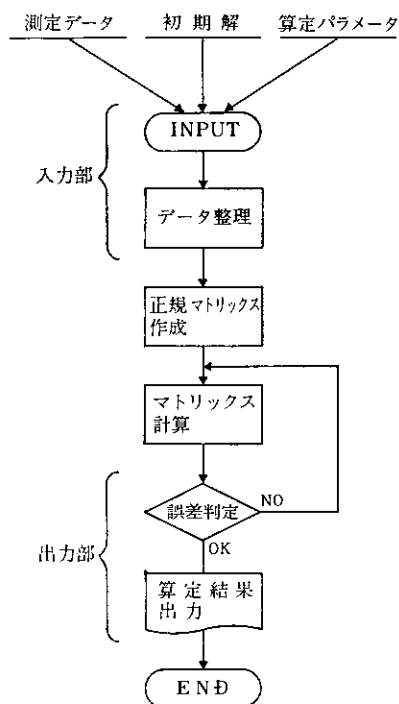 測定データ 初期解 算定パラメータ
INPUT
入力部
データ整理
正規マトリックス
作成
マトリックス
計算
誤差判定
NO
OK
出力部
算定結果
出力
END